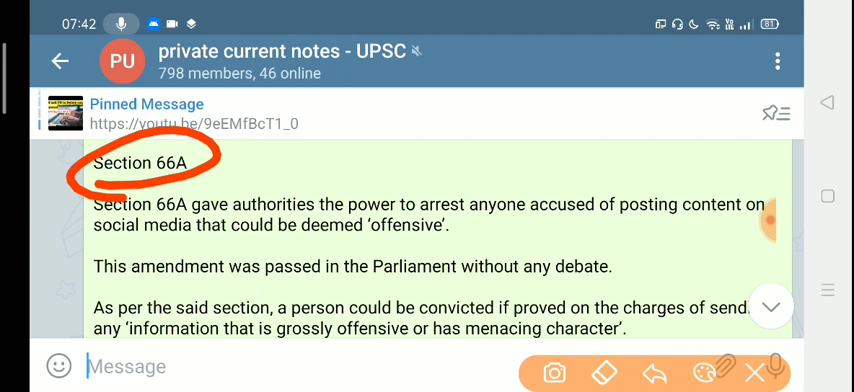 07:42
81
PU
private current notes - UPSC
798 members, 46 online
Pinned Message
https://youtu.be/9eEMfBcT1_0
Section 66A
Section 66A gave authorities the power to arrest anyone accused of posting content on
social media that could be deemed ‘offensive’.
This amendment was passed in the Parliament without any debate.
As per the said section, a person could be convicted if proved on the charges of send
any ‘information that is grossly offensive or has menacing character’.
Message